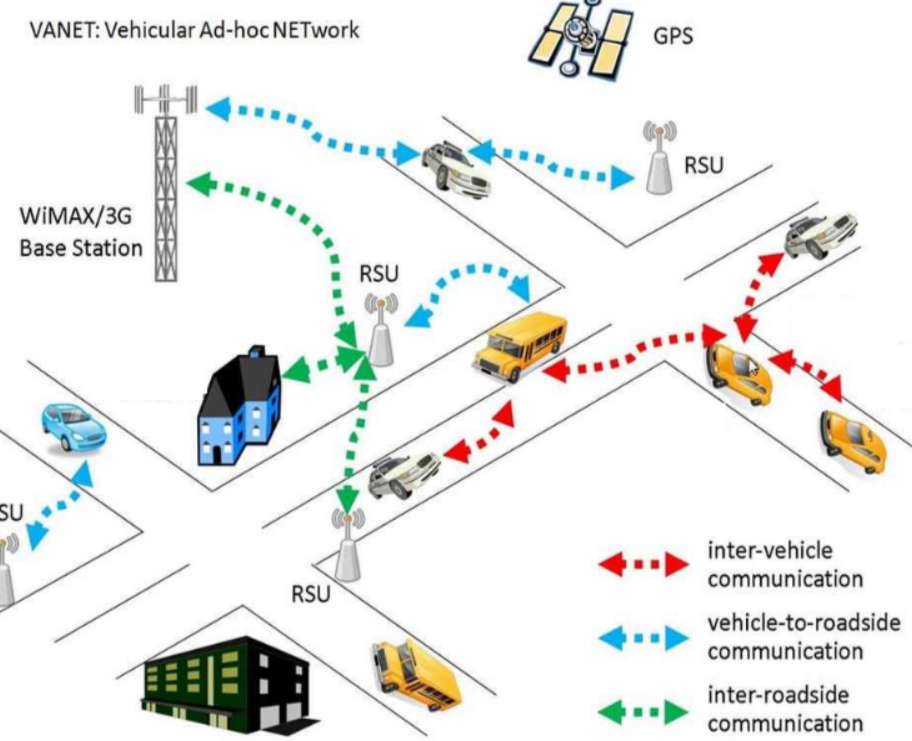 VANET: Vehicular Ad-hoc NETwork
GPS
RSU
WiMAX/3G
Base Station
RSU
SU
RSU
inter-vehicle
communication
vehicle-to-roadside
communication
inter-roadside
communication